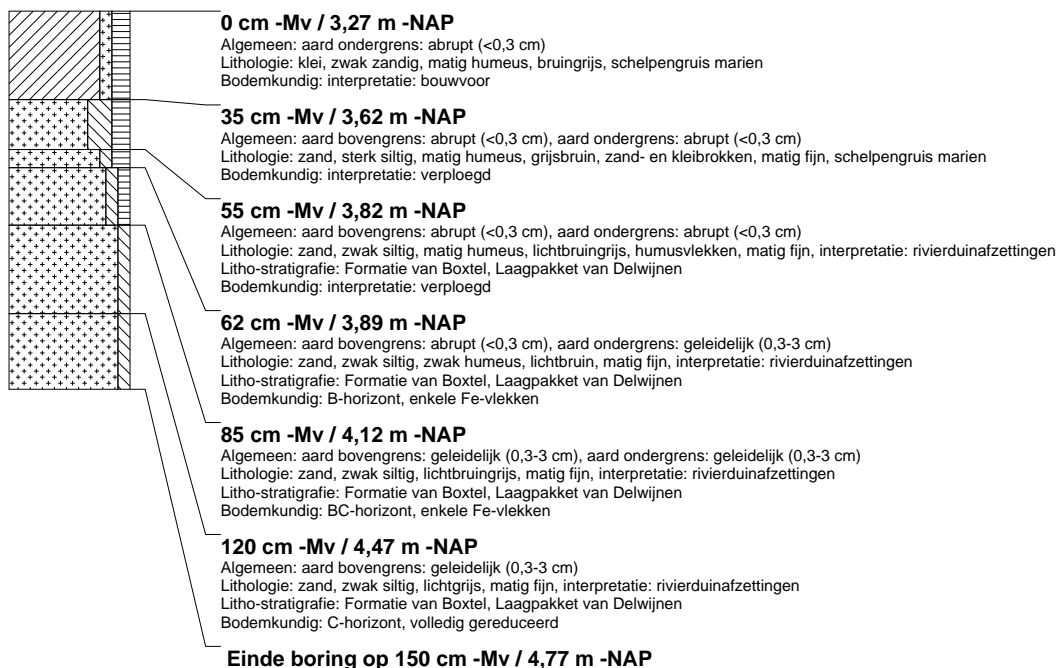 0 cm -Mv / 3,27 m -NAP
Algemeen: aard ondergrens: abrupt (<0,3 cm)
Lithologie: klei, zwak zandig, matig humeus, bruingrijs, schelpengruis marien
Bodemkundig: interpretatie: bouwvoor
35 cm -Mv / 3,62 m -NAP
Algemeen: aard bovengrens: abrupt (<0,3 cm), aard ondergrens: abrupt (<0,3 cm)
Lithologie: zand, sterk siltig, matig humeus, grijsbruin, zand- en kleibrokken, matig fijn, schelpengruis marien
Bodemkundig: interpretatie: verploegd
55 cm -Mv / 3,82 m -NAP
Algemeen: aard bovengrens: abrupt (<0,3 cm), aard ondergrens: abrupt (<0,3 cm)
Lithologie: zand, zwak siltig, matig humeus, lichtbruingrijs, humusvlekken, matig fijn, interpretatie: rivierduinafzettingen
Litho-stratigrafie: Formatie van Boxtel, Laagpakket van Delwijnen
Bodemkundig: interpretatie: verploegd
62 cm -Mv / 3,89 m -NAP
Algemeen: aard bovengrens: abrupt (<0,3 cm), aard ondergrens: geleidelijk (0,3-3 cm)
Lithologie: zand, zwak siltig, zwak humeus, lichtbruin, matig fijn, interpretatie: rivierduinafzettingen
Litho-stratigrafie: Formatie van Boxtel, Laagpakket van Delwijnen
Bodemkundig: B-horizont, enkele Fe-vlekken
85 cm -Mv / 4,12 m -NAP
Algemeen: aard bovengrens: geleidelijk (0,3-3 cm), aard ondergrens: geleidelijk (0,3-3 cm)
Lithologie: zand, zwak siltig, lichtbruingrijs, matig fijn, interpretatie: rivierduinafzettingen
Litho-stratigrafie: Formatie van Boxtel, Laagpakket van Delwijnen
Bodemkundig: BC-horizont, enkele Fe-vlekken
120 cm -Mv / 4,47 m -NAP
Algemeen: aard bovengrens: geleidelijk (0,3-3 cm)
Lithologie: zand, zwak siltig, lichtgrijs, matig fijn, interpretatie: rivierduinafzettingen
Litho-stratigrafie: Formatie van Boxtel, Laagpakket van Delwijnen
Bodemkundig: C-horizont, volledig gereduceerd
Einde boring op 150 cm -Mv / 4,77 m -NAP